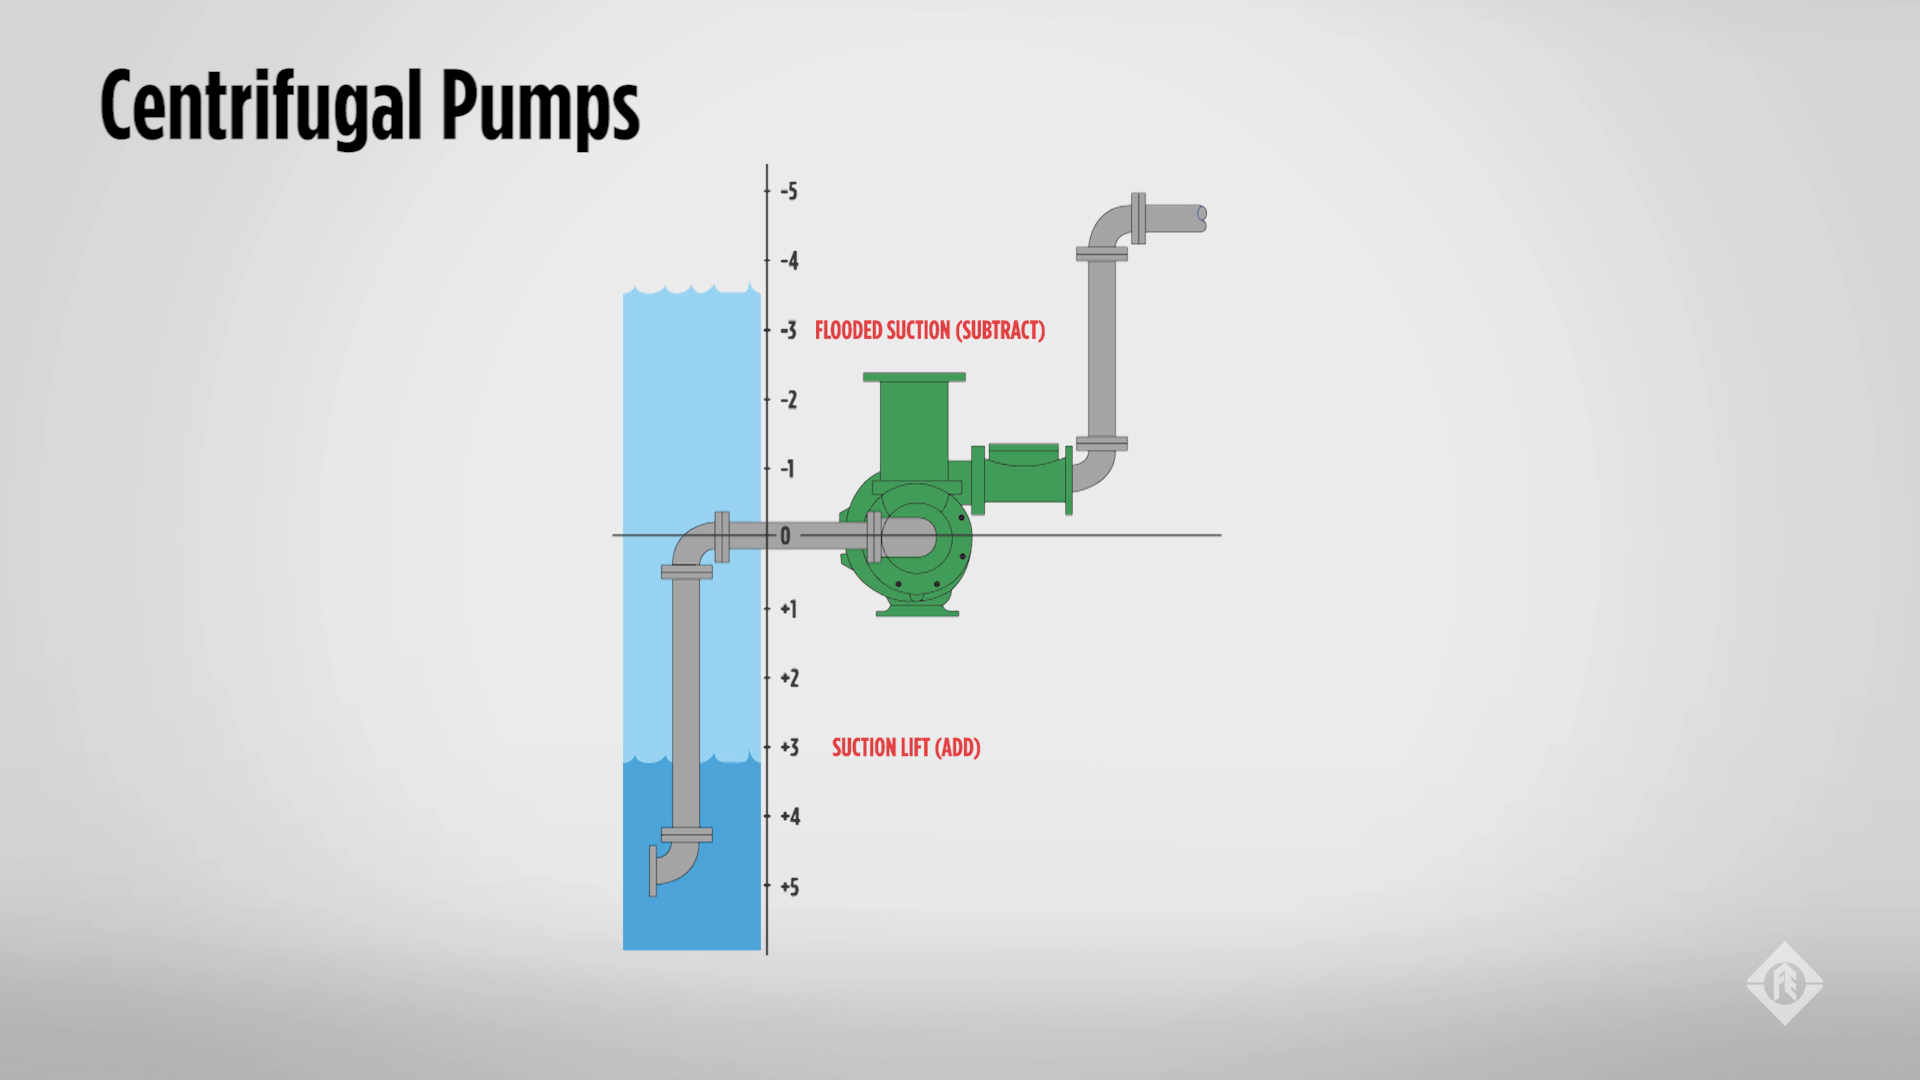 Centrifugal Pumps
-5
-4
-3 FLOODED SUCTION (SUBTRACT)
-2
-1
0
+1
+2
+3 SUCTION LIFT (ADD)
+4
+5
FE